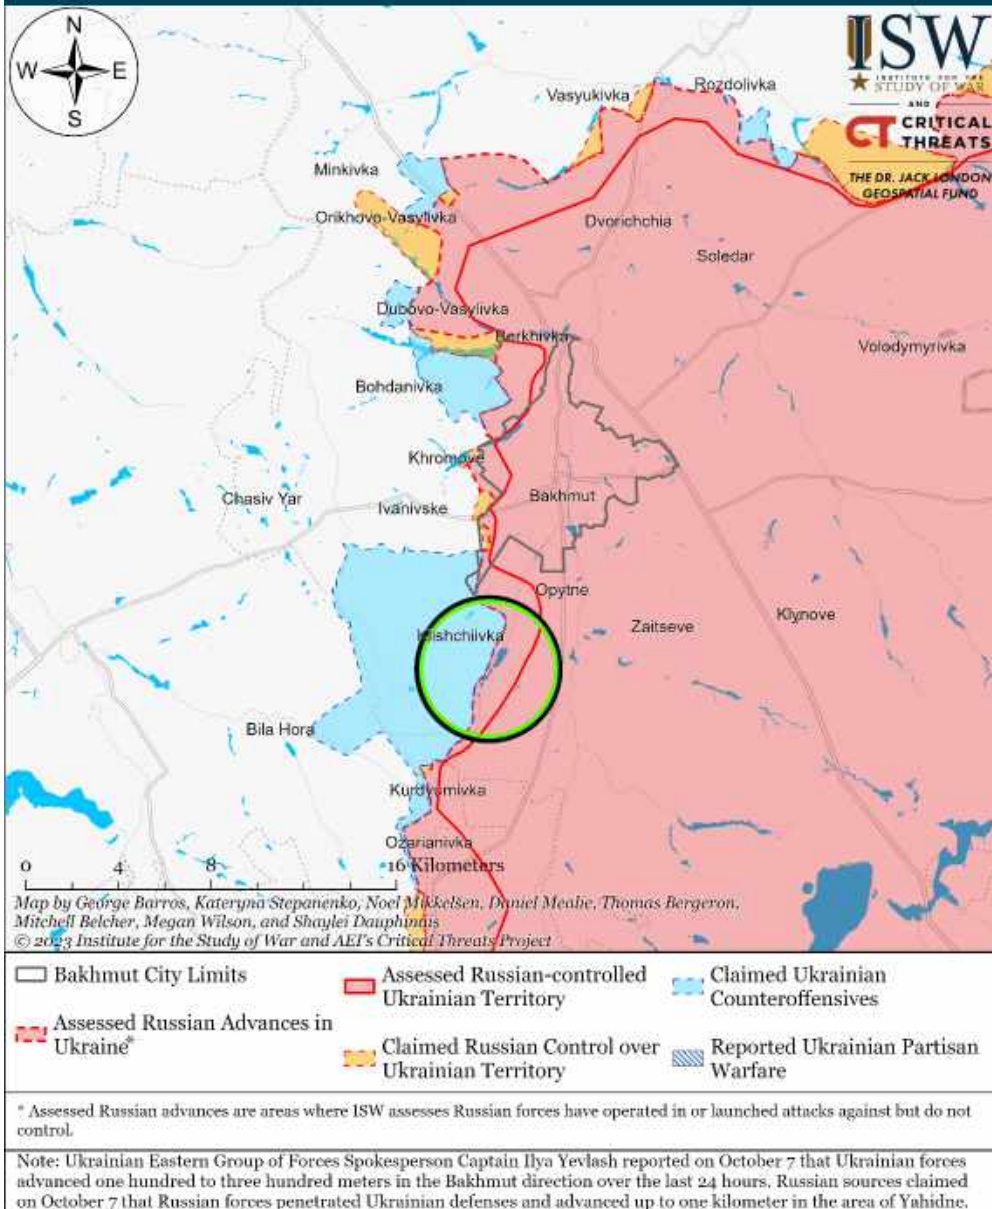 N
W E
S
ISW
INSTITUTE FOR THE
STUDY OF WAR
AND
CT CRITICAL
THREATS
THE DR. JACK LONDON
GEOSPATIAL FUND
Vasyukivka
Rozdolivka
Minkivka
Orikhovo-Vasylivka
Dvorichchia
Soledar
Dubovo-Vasylivka
Berkhivka
Volodymyrivka
Bohdanivka
Khromove
Chasiv Yar
Ivanivske
Bakhmut
Opytne
Klishchiivka
Zaitseve
Klynove
Bila Hora
Kurdyumivka
Ozarianivka
0 4 8 16 Kilometers
Map by George Barros, Kateryna Stepanenko, Noel Mikkelsen, Daniel Mealie, Thomas Bergeron,
Mitchell Belcher, Megan Wilson, and Shaylei Dauphinais
© 2023 Institute for the Study of War and AEI's Critical Threats Project
Bakhmut City Limits
Assessed Russian Advances in
Ukraine*
Assessed Russian-controlled
Ukrainian Territory
Claimed Russian Control over
Ukrainian Territory
Claimed Ukrainian
Counteroffensives
Reported Ukrainian Partisan
Warfare
* Assessed Russian advances are areas where ISW assesses Russian forces have operated in or launched attacks against but do not
control.
Note: Ukrainian Eastern Group of Forces Spokesperson Captain Ilya Yevlash reported on October 7 that Ukrainian forces
advanced one hundred to three hundred meters in the Bakhmut direction over the last 24 hours. Russian sources claimed
on October 7 that Russian forces penetrated Ukrainian defenses and advanced up to one kilometer in the area of Yahidne.